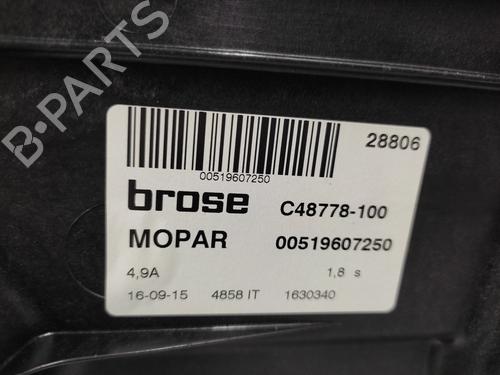 B-PARTS
28806
00519607250
brose C48778-100
MOPAR 00519607250
4,9A 1,8 s
16-09-15 4858 IT 1630340